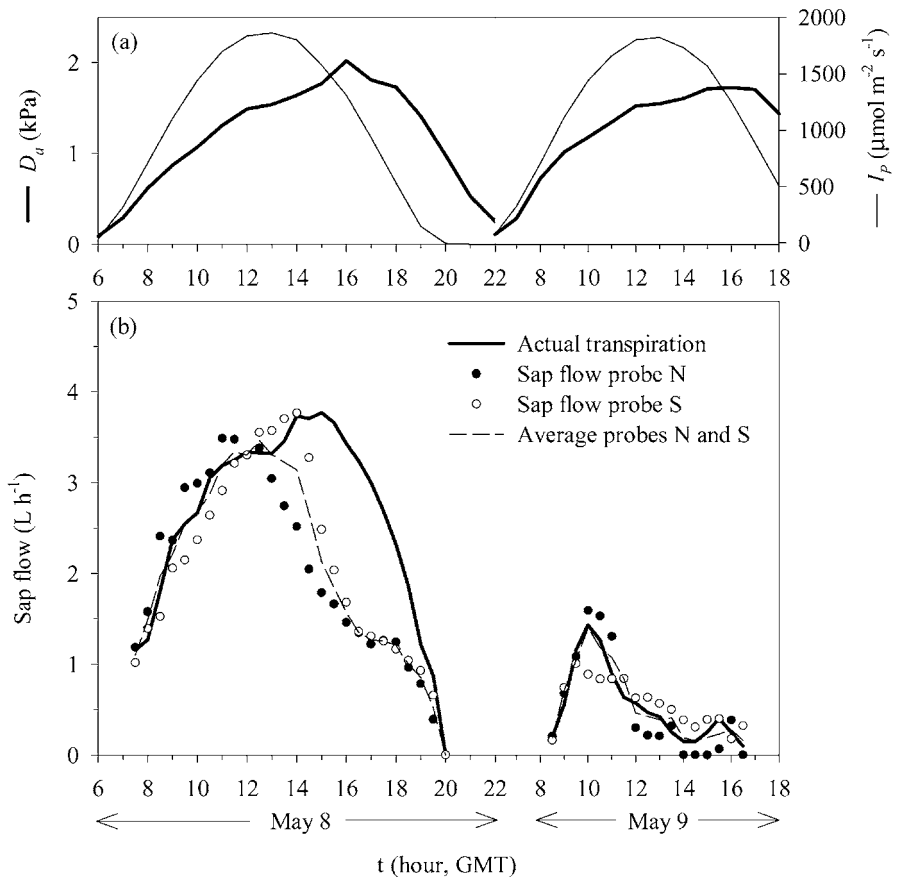 (a)
2
1
0
D_a (kPa)
2000
1500
1000
500
0
I_p (μmol m⁻² s⁻¹)
6 8 10 12 14 16 18 20 22 8 10 12 14 16 18
(b)
Actual transpiration
Sap flow probe N
Sap flow probe S
Average probes N and S
5
4
3
2
1
0
Sap flow (L h⁻¹)
6 8 10 12 14 16 18 20 22 8 10 12 14 16 18
May 8 May 9
t (hour, GMT)